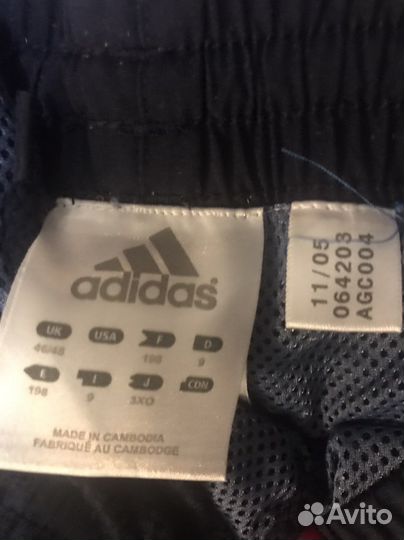 adidas
UK USA F D
46/48 198 9
E I J CDN
198 9 3XO
MADE IN CAMBODIA
FABRIQUÉ AU CAMBODGE
11/05
064203
AGC004
Avito